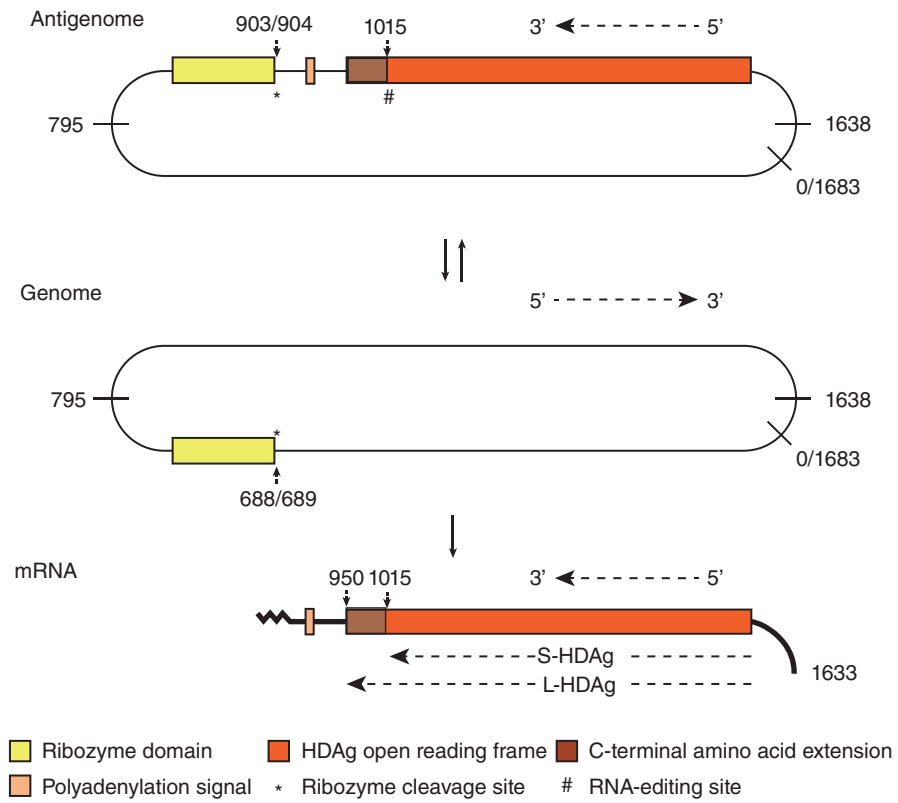 Antigenome
903/904 1015 3’ 5’
* #
795 1638
0/1683
Genome
5’ 3’
795 1638
*
0/1683
688/689
mRNA
950 1015 3’ 5’
S-HDAg
L-HDAg
1633
Ribozyme domain HDAg open reading frame C-terminal amino acid extension
Polyadenylation signal * Ribozyme cleavage site # RNA-editing site